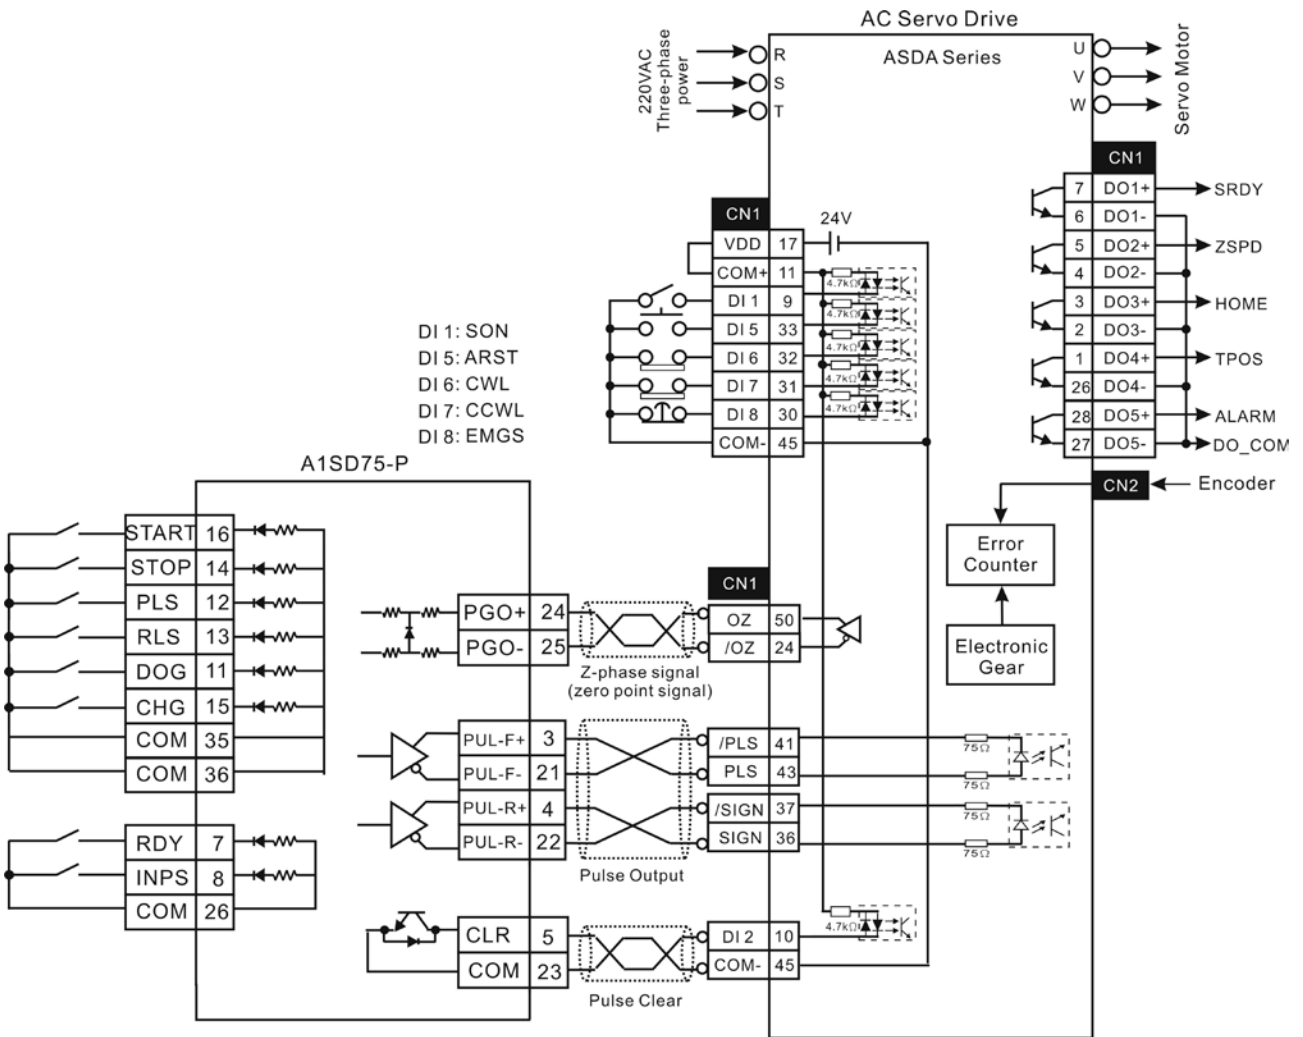 AC Servo Drive
ASDA Series
220VAC
Three-phase
power
R
S
T
U
V
W
Servo Motor
CN1
7 DO1+ SRDY
6 DO1-
5 DO2+ ZSPD
4 DO2-
3 DO3+ HOME
2 DO3-
1 DO4+ TPOS
26 DO4-
28 DO5+ ALARM
27 DO5- DO_COM
CN2 Encoder
Error
Counter
Electronic
Gear
CN1
24V
VDD 17
COM+ 11
4.7kΩ
DI 1 9
4.7kΩ
DI 5 33
4.7kΩ
DI 6 32
4.7kΩ
DI 7 31
4.7kΩ
DI 8 30
COM- 45
DI 1: SON
DI 5: ARST
DI 6: CWL
DI 7: CCWL
DI 8: EMGS
A1SD75-P
START 16
STOP 14
PLS 12
RLS 13
DOG 11
CHG 15
COM 35
COM 36
RDY 7
INPS 8
COM 26
PGO+ 24
PGO- 25
Z-phase signal
(zero point signal)
CN1
OZ 50
/OZ 24
PUL-F+ 3
PUL-F- 21
PUL-R+ 4
PUL-R- 22
Pulse Output
/PLS 41
75Ω
PLS 43
75Ω
/SIGN 37
75Ω
SIGN 36
75Ω
CLR 5
COM 23
Pulse Clear
4.7kΩ
DI 2 10
COM- 45